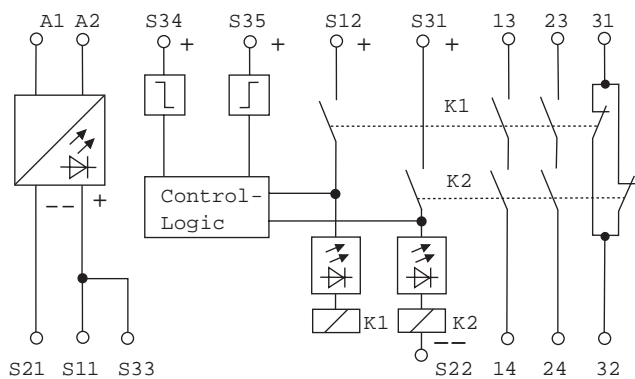 A1 A2 S34 S35 S12 S31 13 23 31
+ + + +
K1
K2
Control-
Logic
-- +
K1 K2
--
S21 S11 S33 S22 14 24 32